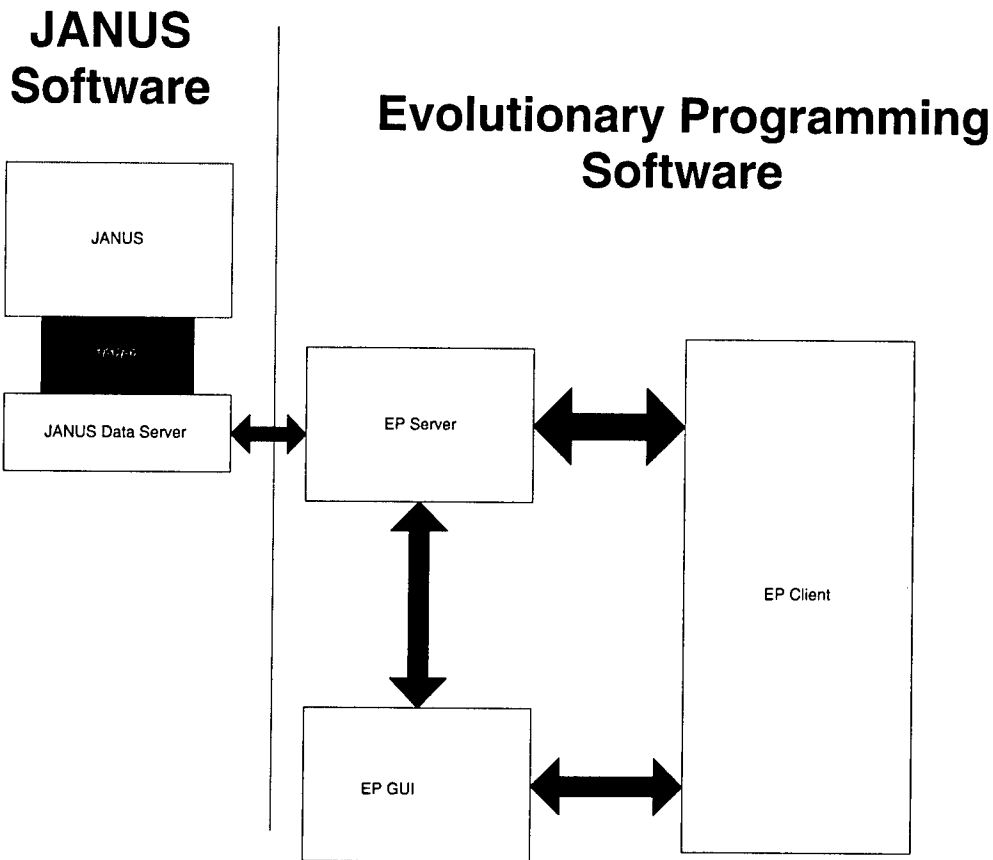 JANUS
Software
Evolutionary Programming
Software
JANUS
JANUS Data Server
EP Server
EP Client
EP GUI